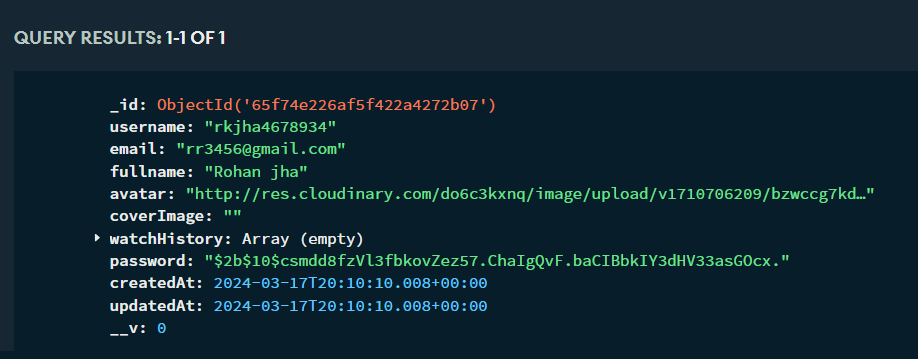 QUERY RESULTS: 1-1 OF 1
_id: ObjectId('65f74e226af5f422a4272b07')
username: "rkjha4678934"
email: "rr3456@gmail.com"
fullname: "Rohan jha"
avatar: "http://res.cloudinary.com/do6c3kxnq/image/upload/v1710706209/bzwccg7kd…"
coverImage: ""
watchHistory: Array (empty)
password: "$2b$10$csmdd8fzVl3fbkovZez57.ChaIgQvF.baCIBbkIY3dHV33asGOcx."
createdAt: 2024-03-17T20:10:10.008+00:00
updatedAt: 2024-03-17T20:10:10.008+00:00
__v: 0